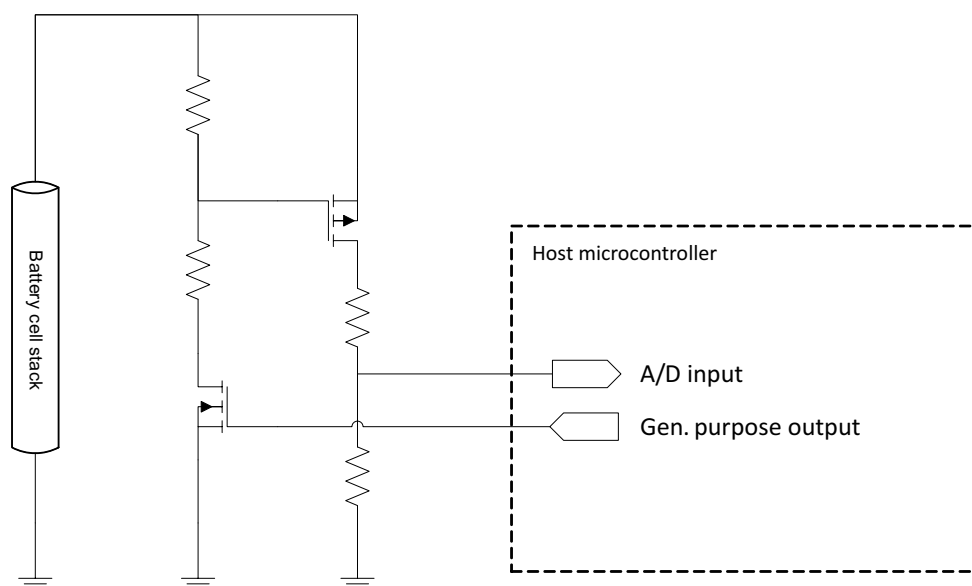 Battery cell stack
Host microcontroller
A/D input
Gen. purpose output